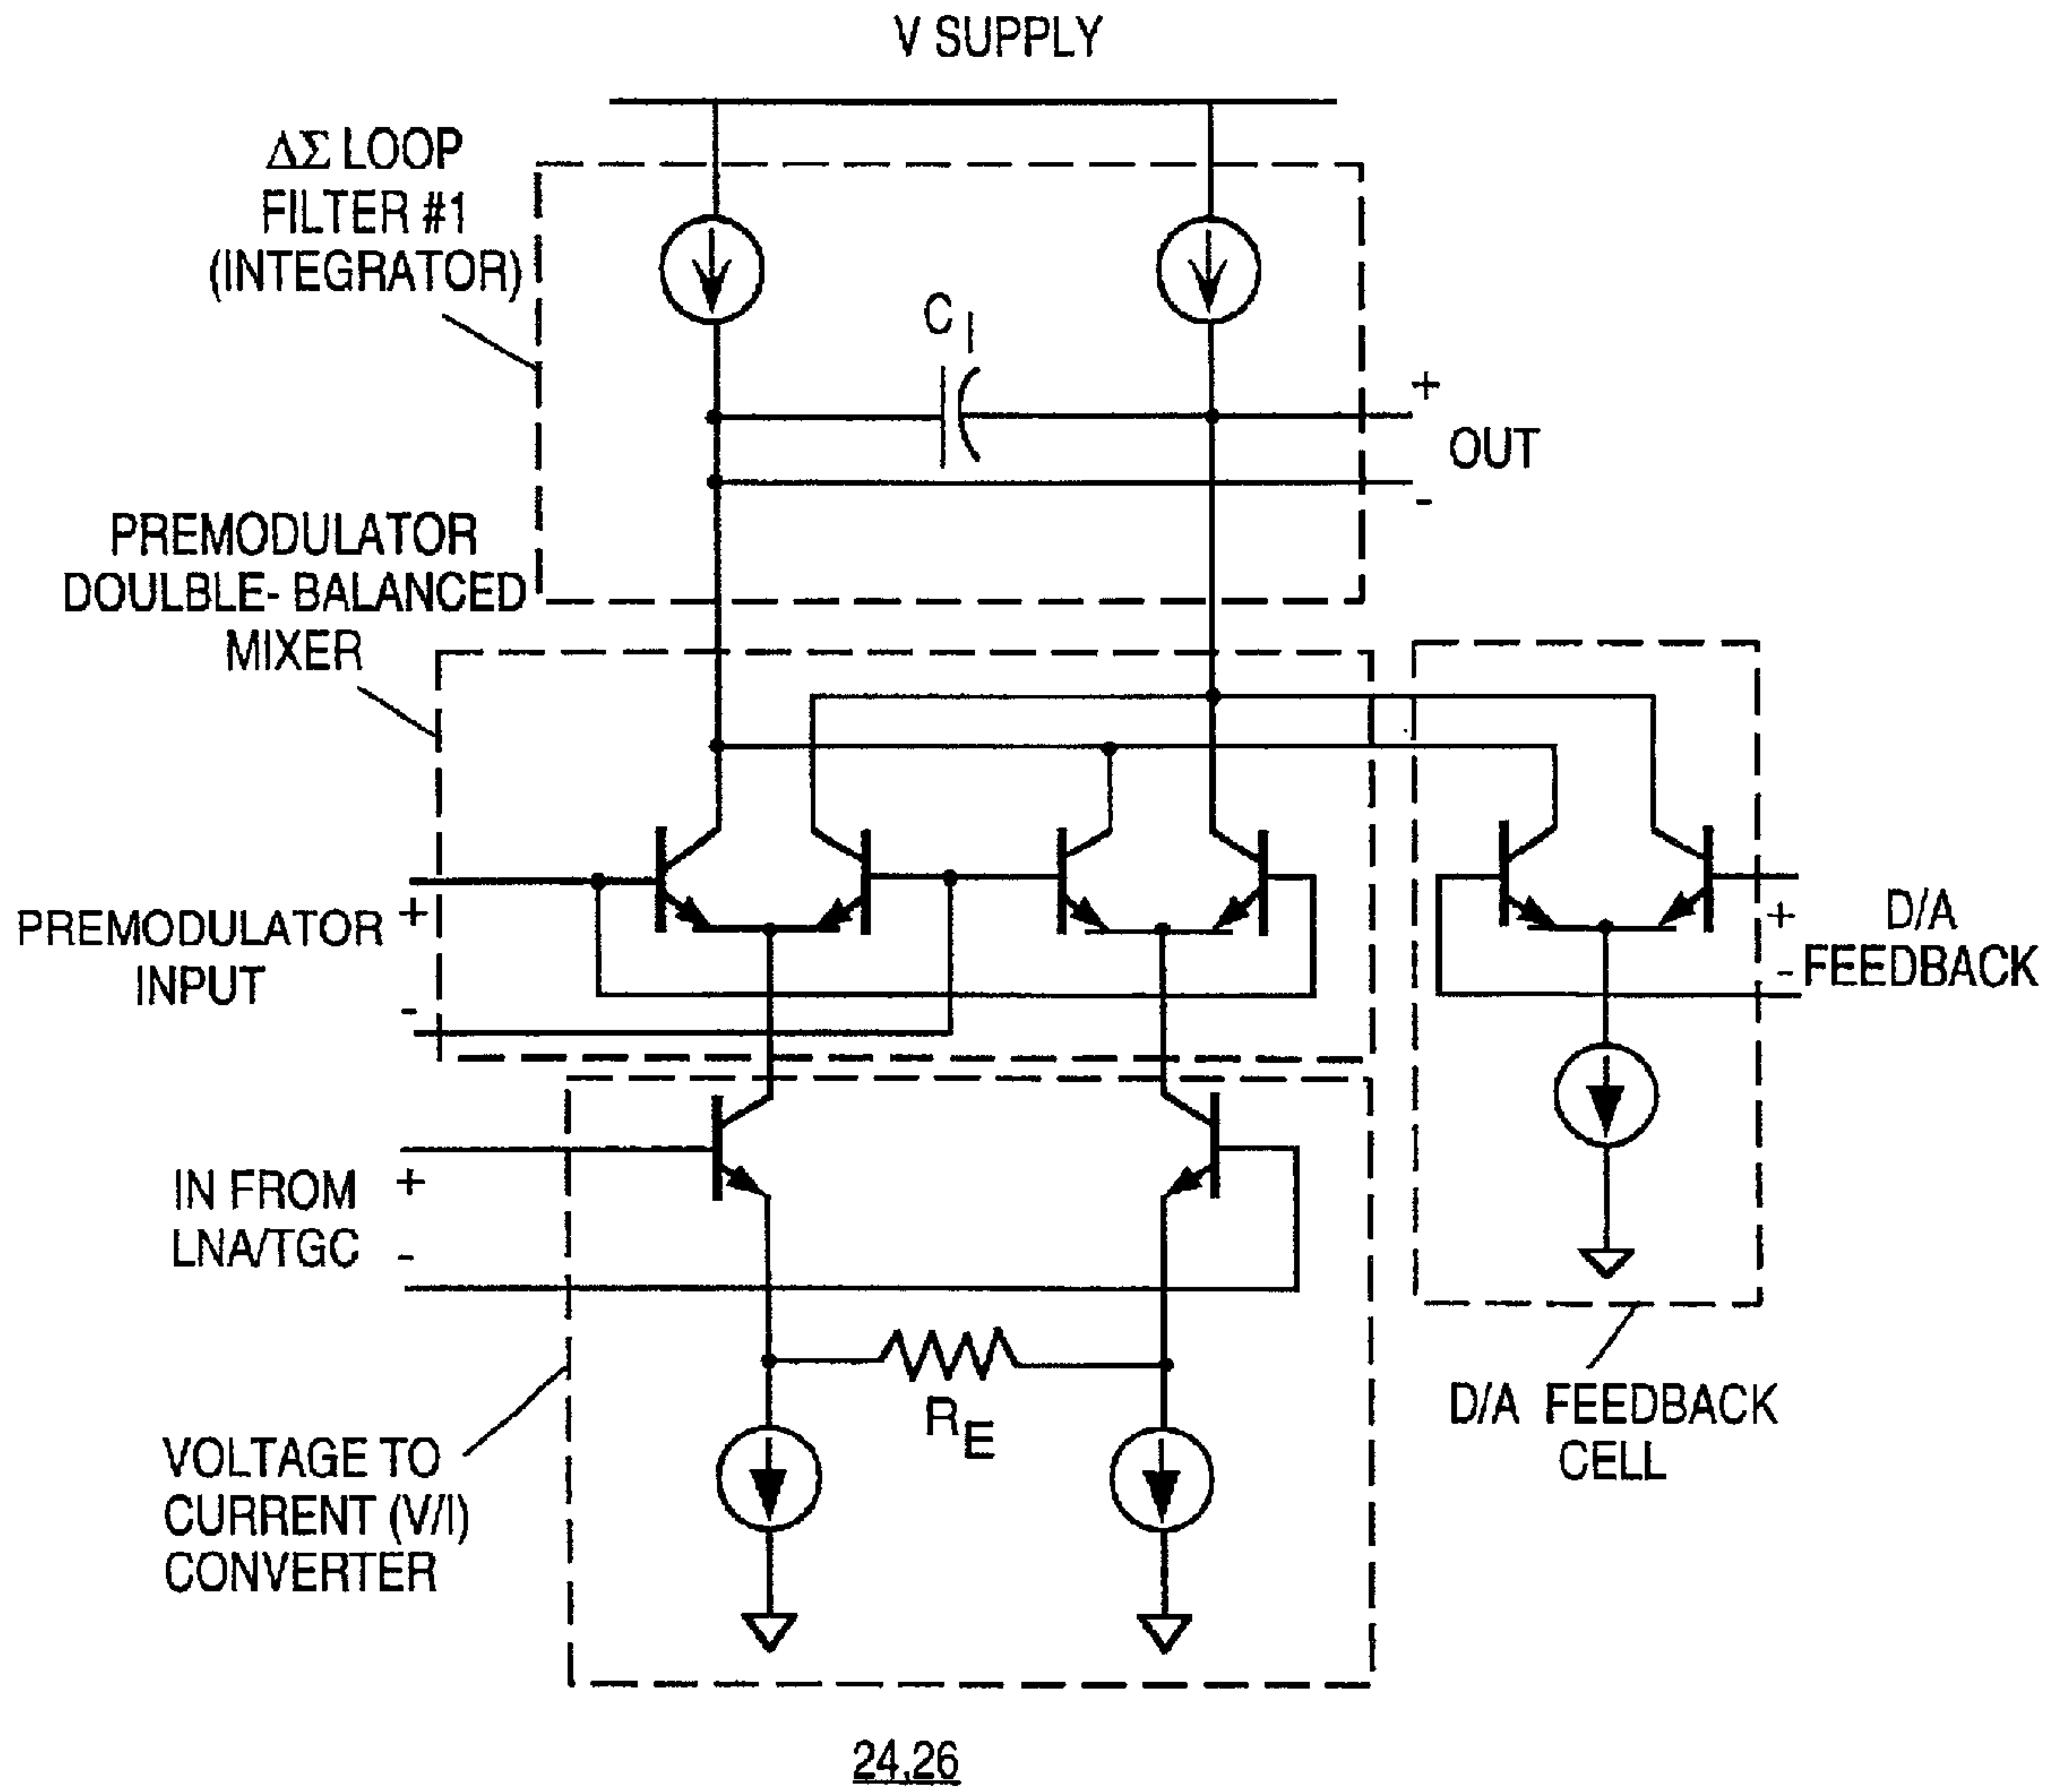 V SUPPLY
ΔΣ LOOP
FILTER #1
(INTEGRATOR)
C I
+
OUT
-
PREMODULATOR
DOULBLE- BALANCED
MIXER
PREMODULATOR
INPUT
+
-
+
-
D/A
FEEDBACK
IN FROM
LNA/TGC
+
-
R E
D/A FEEDBACK
CELL
VOLTAGE TO
CURRENT (V/I)
CONVERTER
24,26